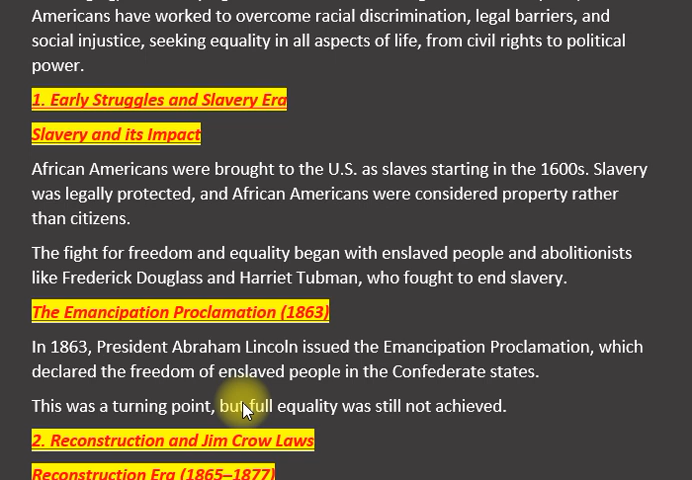 Americans have worked to overcome racial discrimination, legal barriers, and
social injustice, seeking equality in all aspects of life, from civil rights to political
power.
1. Early Struggles and Slavery Era
Slavery and its Impact
African Americans were brought to the U.S. as slaves starting in the 1600s. Slavery
was legally protected, and African Americans were considered property rather
than citizens.
The fight for freedom and equality began with enslaved people and abolitionists
like Frederick Douglass and Harriet Tubman, who fought to end slavery.
The Emancipation Proclamation (1863)
In 1863, President Abraham Lincoln issued the Emancipation Proclamation, which
declared the freedom of enslaved people in the Confederate states.
This was a turning point, but full equality was still not achieved.
2. Reconstruction and Jim Crow Laws
Reconstruction Era (1865–1877)